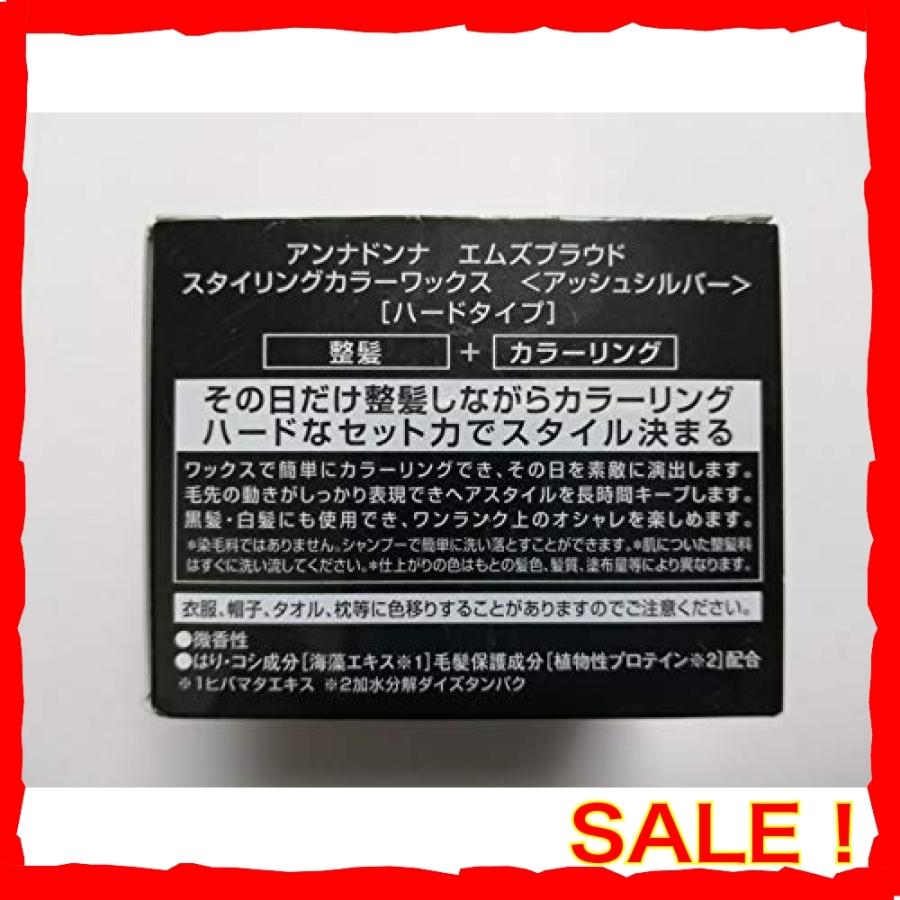 アンナドンナ　エムズプラウド
スタイリングカラーワックス　＜アッシュシルバー＞
［ハードタイプ］
整髪 + カラーリング
その日だけ整髪しながらカラーリング
ハードなセット力でスタイル決まる
ワックスで簡単にカラーリングでき、その日を素敵に演出します。
毛先の動きがしっかり表現できヘアスタイルを長時間キープします。
黒髪・白髪にも使用でき、ワンランク上のオシャレを楽しめます。
＊染毛料ではありません。シャンプーで簡単に洗い落とすことができます。＊肌についた整髪料
はすぐに洗い流してください。＊仕上がりの色はもとの髪色、髪質、塗布量等により異なります。
衣服、帽子、タオル、枕等に色移りすることがありますのでご注意ください。
●微香性
●はり・コシ成分［海藻エキス※1］毛髪保護成分［植物性プロテイン※2］配合
※1ヒバマタエキス ※2加水分解ダイズタンパク
SALE！